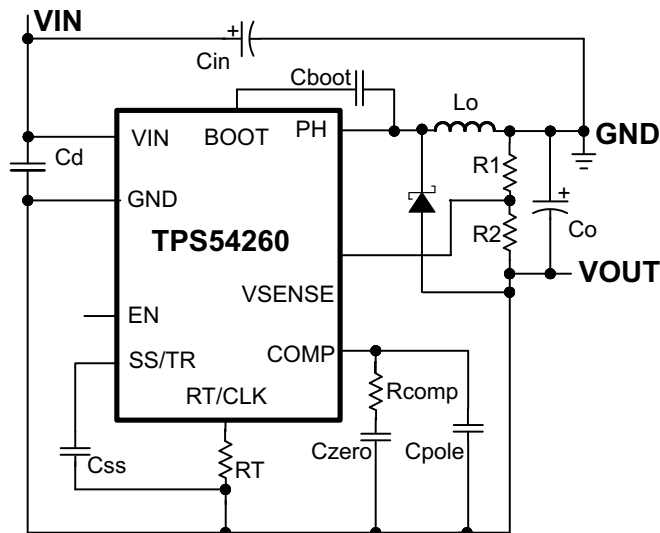 VIN
+
Cin
Cboot
Lo
VIN
BOOT
PH
GND
Cd
R1
GND
+
TPS54260
R2
Co
VOUT
VSENSE
EN
COMP
SS/TR
RT/CLK
Rcomp
Css
RT
Czero
Cpole